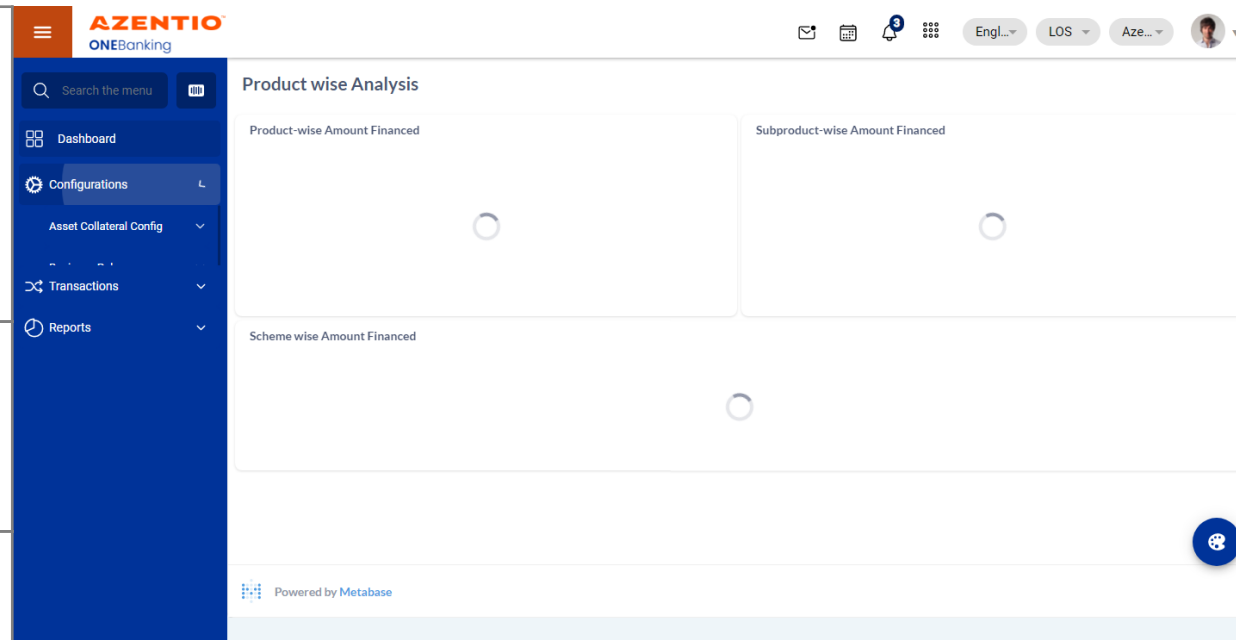 AZENTIO
ONEBanking
3
Engl...
LOS
Aze...
Search the menu
Dashboard
Configurations
Asset Collateral Config
Transactions
Reports
Product wise Analysis
Product-wise Amount Financed
Subproduct-wise Amount Financed
Scheme wise Amount Financed
Powered by Metabase